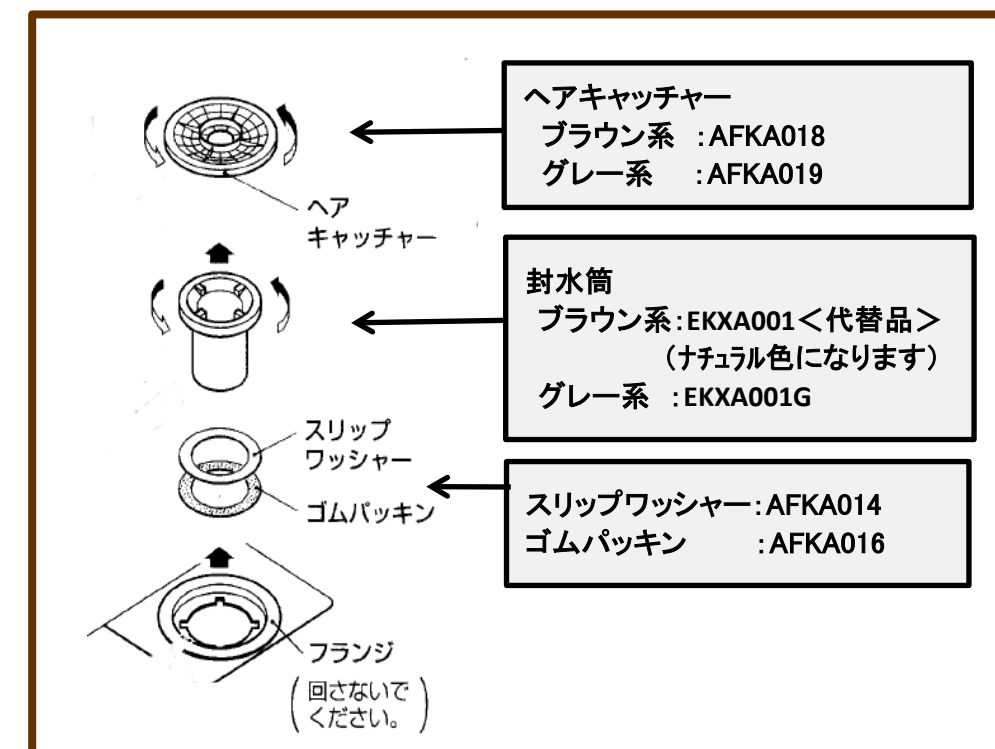 ヘアキャッチャー
ブラウン系 :AFKA018
グレー系 :AFKA019
ヘア
キャッチャー
封水筒
ブラウン系:EKXA001<代替品>
(ナチュラル色になります)
グレー系 :EKXA001G
スリップ
ワッシャー
ゴムパッキン
スリップワッシャー:AFKA014
ゴムパッキン :AFKA016
フランジ
(回さないで
ください。)